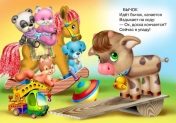 БЫЧОК
Идёт бычок, качается
Вздыхает на ходу:
— Ох, доска кончается!
Сейчас я упаду!